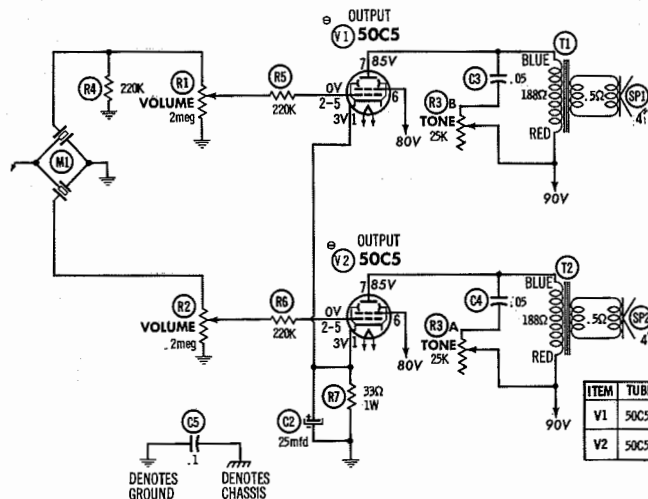 OUTPUT
⊖ V1 50C5
7 85V
BLUE
T1
R4
220K
R1
VOLUME
2meg
R5
220K
0V
2-5
3V 1
6
80V
C3 .05
R3 B
TONE
25K
188Ω
RED
.5Ω
SP1
90V
M1
OUTPUT
⊖ V2 50C5
7 85V
BLUE
T2
R2
VOLUME
2meg
R6
220K
0V
2-5
3V 1
6
80V
C4 .05
R3 A
TONE
25K
188Ω
RED
.5Ω
SP2
90V
R7
33Ω
1W
C2
25mfd
C5
.1
DENOTES
GROUND
DENOTES
CHASSIS
ITEM
V1 50C5
V2 50C5